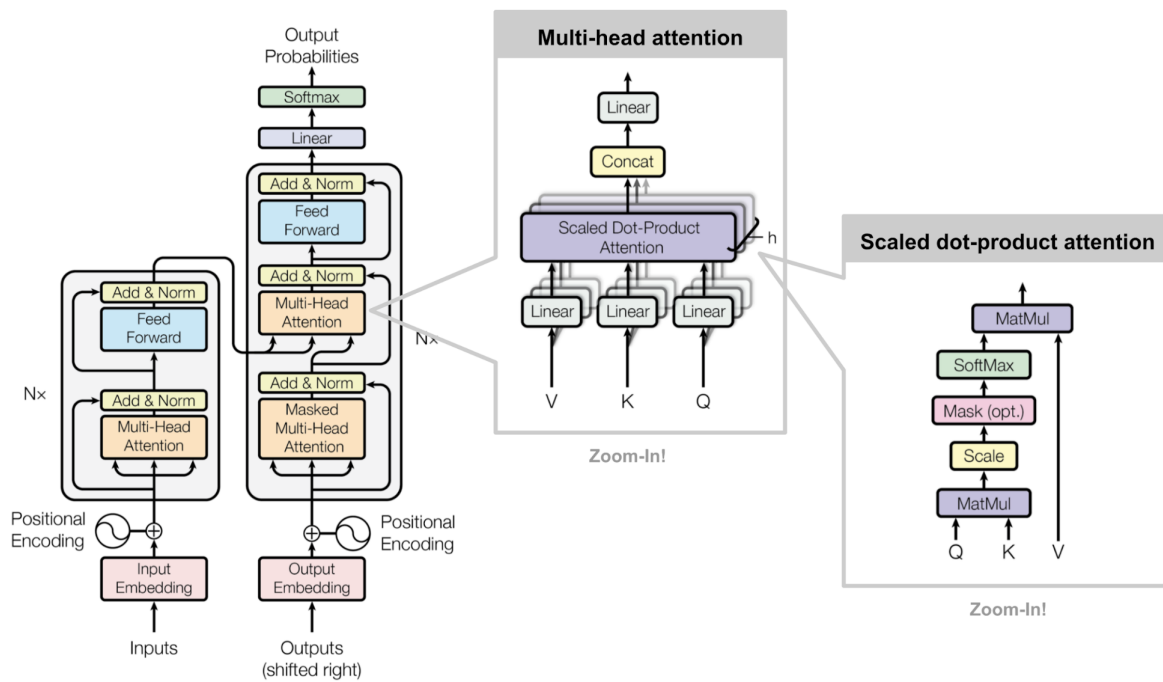 Output
Probabilities
Softmax
Linear
Add & Norm
Feed
Forward
Add & Norm
Multi-Head
Attention
Nx
Add & Norm
Masked
Multi-Head
Attention
Add & Norm
Feed
Forward
Nx
Add & Norm
Multi-Head
Attention
Positional
Encoding
Positional
Encoding
Input
Embedding
Output
Embedding
Inputs
Outputs
(shifted right)
Multi-head attention
Linear
Concat
Scaled Dot-Product
Attention
h
Linear
Linear
Linear
V
K
Q
Zoom-In!
Scaled dot-product attention
MatMul
SoftMax
Mask (opt.)
Scale
MatMul
Q
K
V
Zoom-In!